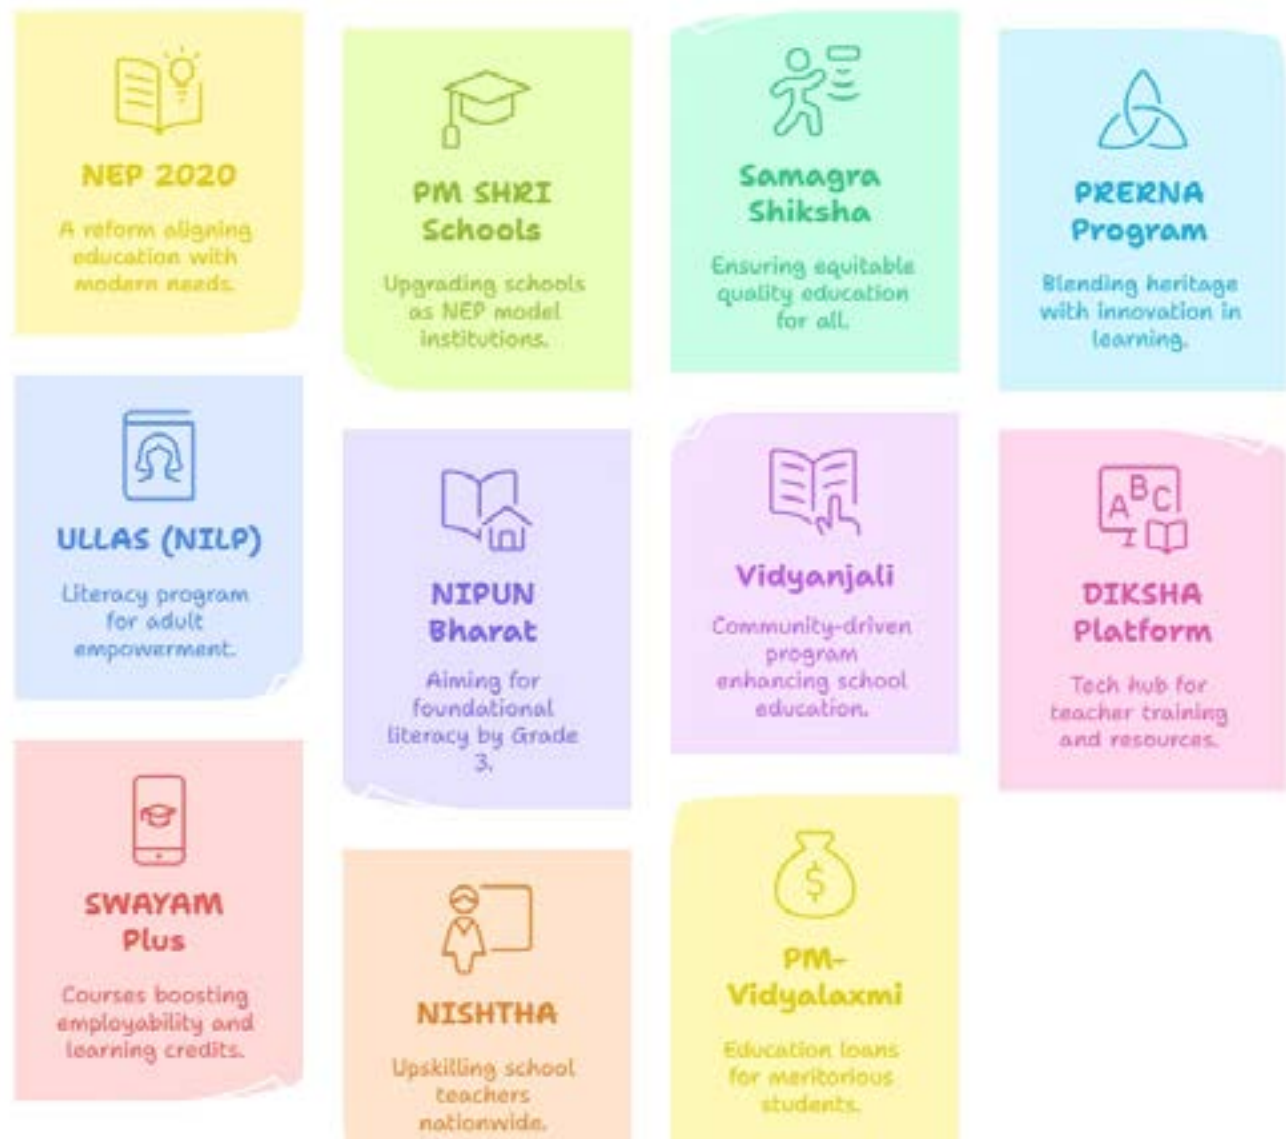 NEP 2020
A reform aligning
education with
modern needs.
PM SHRI
Schools
Upgrading schools
as NEP model
institutions.
Samagra
Shiksha
Ensuring equitable
quality education
for all.
PRERNA
Program
Blending heritage
with innovation in
learning.
ULLAS (NILP)
Literacy program
for adult
empowerment.
NIPUN
Bharat
Aiming for
foundational
literacy by Grade
3.
Vidyanjali
Community-driven
program
enhancing school
education.
ABC
DIKSHA
Platform
Tech hub for
teacher training
and resources.
SWAYAM
Plus
Courses boosting
employability and
learning credits.
NISHTHA
Upskilling school
teachers
nationwide.
$
PM-
Vidyalaxmi
Education loans
for meritorious
students.